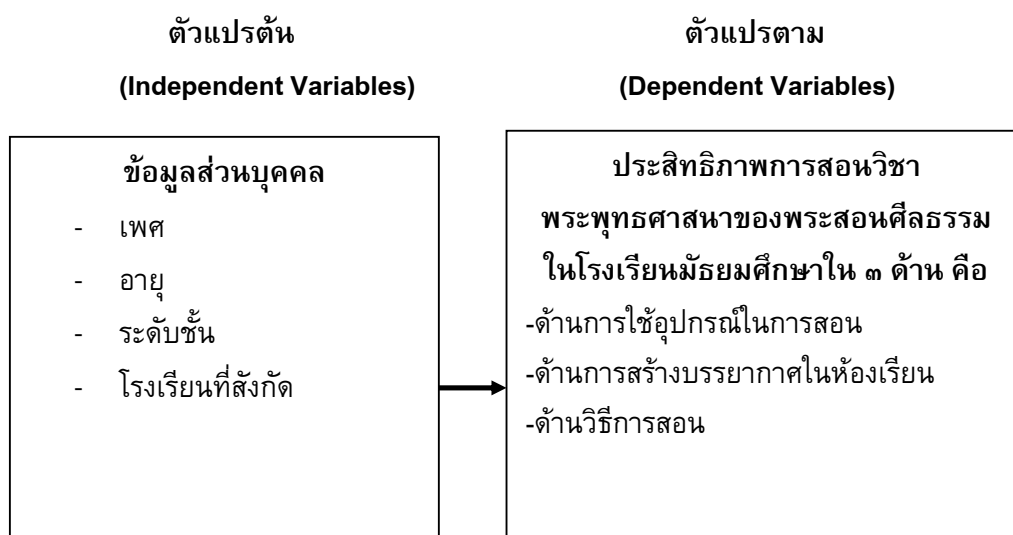 ตัวแปรต้น
(Independent Variables)
ข้อมูลส่วนบุคคล
- เพศ
- อายุ
- ระดับชั้น
- โรงเรียนที่สังกัด
ตัวแปรตาม
(Dependent Variables)
ประสิทธิภาพการสอนวิชา
พระพุทธศาสนาของพระสอนศีลธรรม
ในโรงเรียนมัธยมศึกษาใน ๓ ด้าน คือ
-ด้านการใช้อุปกรณ์ในการสอน
-ด้านการสร้างบรรยากาศในห้องเรียน
-ด้านวิธีการสอน